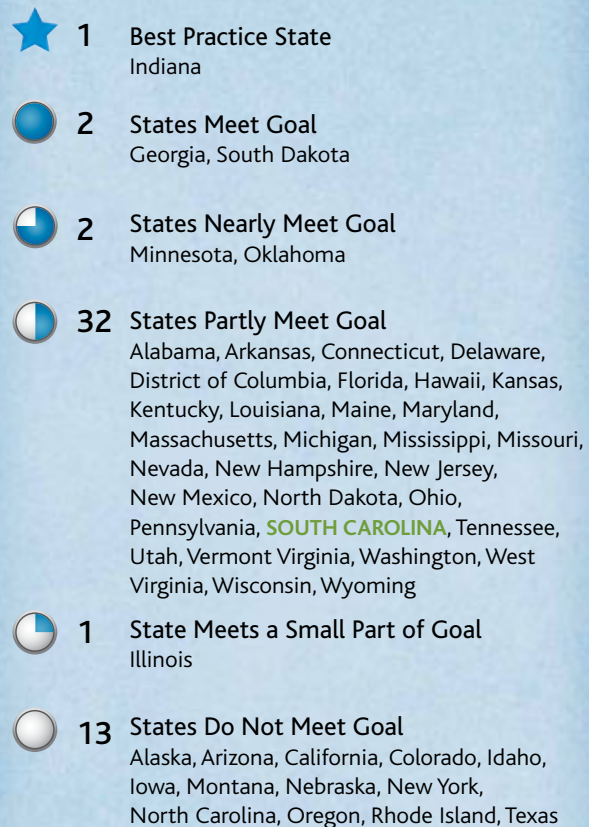 1 Best Practice State
Indiana
2 States Meet Goal
Georgia, South Dakota
2 States Nearly Meet Goal
Minnesota, Oklahoma
32 States Partly Meet Goal
Alabama, Arkansas, Connecticut, Delaware,
District of Columbia, Florida, Hawaii, Kansas,
Kentucky, Louisiana, Maine, Maryland,
Massachusetts, Michigan, Mississippi, Missouri,
Nevada, New Hampshire, New Jersey,
New Mexico, North Dakota, Ohio,
Pennsylvania, SOUTH CAROLINA, Tennessee,
Utah, Vermont Virginia, Washington, West
Virginia, Wisconsin, Wyoming
1 State Meets a Small Part of Goal
Illinois
13 States Do Not Meet Goal
Alaska, Arizona, California, Colorado, Idaho,
Iowa, Montana, Nebraska, New York,
North Carolina, Oregon, Rhode Island, Texas